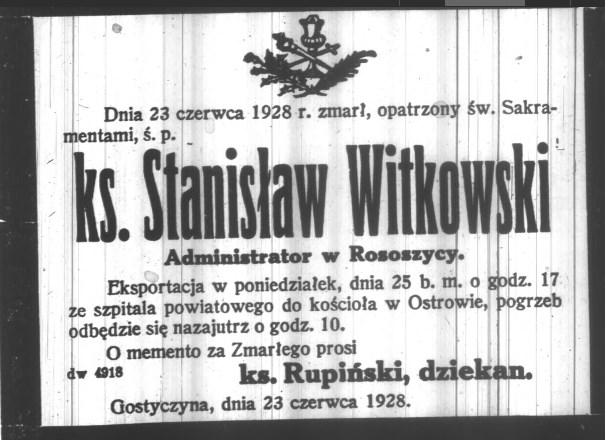 Dnia 23 czerwca 1928 r. zmarł, opatrzony św. Sakra-
mentami, ś. p.
ks. Stanisław Witkowski
Administrator w Rososzycy.
Eksportacja w poniedziałek, dnia 25 b. m. o godz. 17
ze szpitala powiatowego do kościoła w Ostrowie, pogrzeb
odbędzie się nazajutrz o godz. 10.
O memento za Zmarłego prosi
dw 4918 ks. Rupiński, dziekan.
Gostyczyna, dnia 23 czerwca 1928.